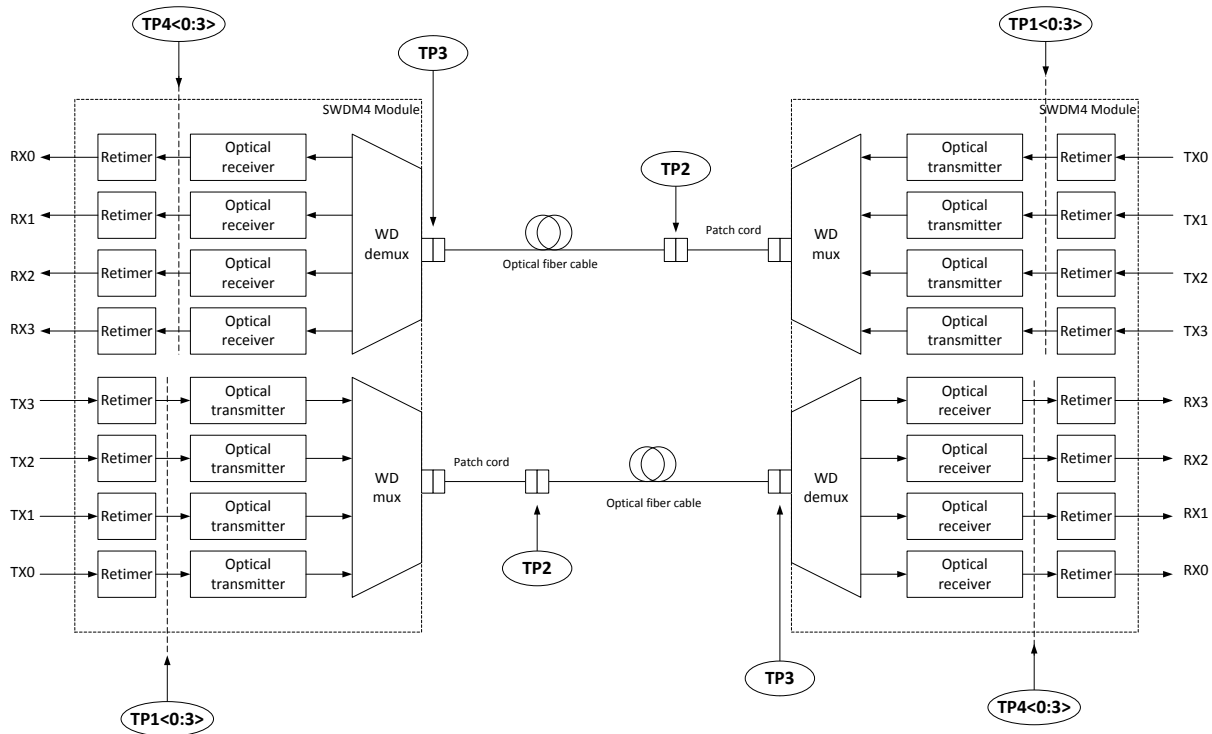 TP4<0:3>
TP1<0:3>
TP3
SWDM4 Module
SWDM4 Module
RX0
Retimer
Optical
receiver
Optical
transmitter
Retimer
TX0
TP2
RX1
Retimer
Optical
receiver
Optical
transmitter
Retimer
TX1
WD
demux
Optical fiber cable
Patch cord
WD
mux
RX2
Retimer
Optical
receiver
Optical
transmitter
Retimer
TX2
RX3
Retimer
Optical
receiver
Optical
transmitter
Retimer
TX3
TX3
Retimer
Optical
transmitter
Optical
receiver
Retimer
RX3
TX2
Retimer
Optical
transmitter
Optical
receiver
Retimer
RX2
WD
mux
Patch cord
Optical fiber cable
WD
demux
TX1
Retimer
Optical
transmitter
Optical
receiver
Retimer
RX1
TX0
Retimer
Optical
transmitter
TP2
Optical
receiver
Retimer
RX0
TP3
TP1<0:3>
TP4<0:3>